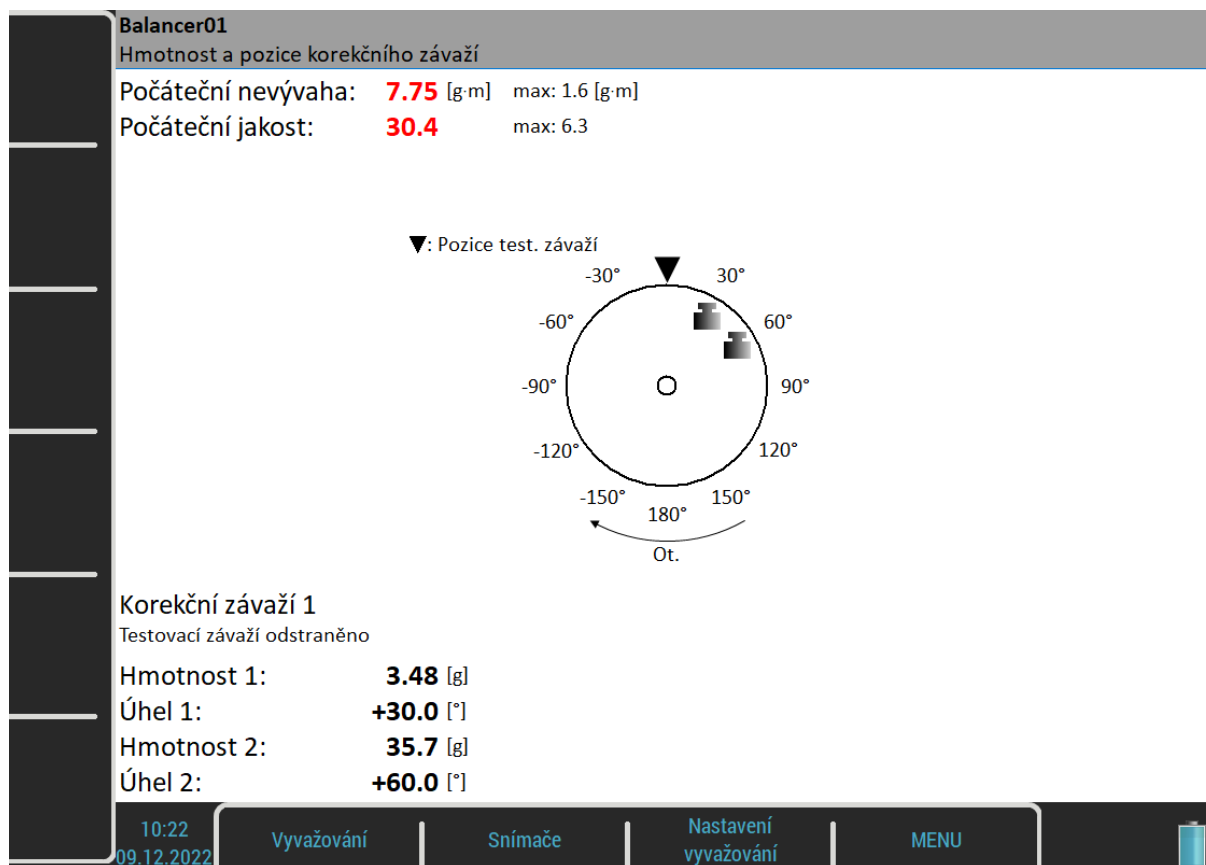 Balancer01
Hmotnost a pozice korekčního závaží
Počáteční nevývaha: 7.75 [g·m] max: 1.6 [g·m]
Počáteční jakost: 30.4 max: 6.3
▼: Pozice test. závaží
-30° 30°
-60° 60°
-90° 90°
-120° 120°
-150° 150°
180°
Ot.
Korekční závaží 1
Testovací závaží odstraněno
Hmotnost 1: 3.48 [g]
Úhel 1: +30.0 [°]
Hmotnost 2: 35.7 [g]
Úhel 2: +60.0 [°]
10:22
09.12.2022
Vyvažování
Snímače
Nastavení
vyvažování
MENU